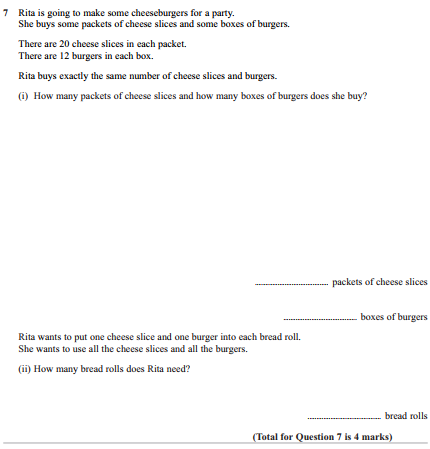 7 Rita is going to make some cheeseburgers for a party.
She buys some packets of cheese slices and some boxes of burgers.
There are 20 cheese slices in each packet.
There are 12 burgers in each box.
Rita buys exactly the same number of cheese slices and burgers.
(i) How many packets of cheese slices and how many boxes of burgers does she buy?
.............................. packets of cheese slices
.............................. boxes of burgers
Rita wants to put one cheese slice and one burger into each bread roll.
She wants to use all the cheese slices and all the burgers.
(ii) How many bread rolls does Rita need?
.............................. bread rolls
(Total for Question 7 is 4 marks)